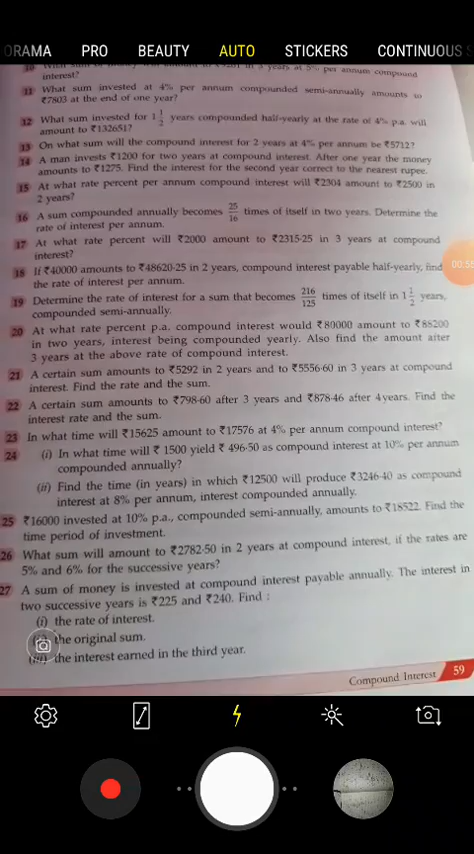 ORAMA PRO BEAUTY AUTO STICKERS CONTINUOUS S
10 What sum of money will amount to ₹9261 in 3 years at 5% per annum compound
interest?
11 What sum invested at 4% per annum compounded semi-annually amounts to
₹7803 at the end of one year?
12 What sum invested for 1 1/2 years compounded half-yearly at the rate of 4% p.a. will
amount to ₹132651?
13 On what sum will the compound interest for 2 years at 4% per annum be ₹5712?
14 A man invests ₹1200 for two years at compound interest. After one year the money
amounts to ₹1275. Find the interest for the second year correct to the nearest rupee.
15 At what rate percent per annum compound interest will ₹2304 amount to ₹2500 in
2 years?
16 A sum compounded annually becomes 25/16 times of itself in two years. Determine the
rate of interest per annum.
17 At what rate percent will ₹2000 amount to ₹2315·25 in 3 years at compound
interest?
18 If ₹40000 amounts to ₹48620·25 in 2 years, compound interest payable half-yearly, find
the rate of interest per annum.
00:58
19 Determine the rate of interest for a sum that becomes 216/125 times of itself in 1 1/2 years,
compounded semi-annually.
20 At what rate percent p.a. compound interest would ₹80000 amount to ₹88200
in two years, interest being compounded yearly. Also find the amount after
3 years at the above rate of compound interest.
21 A certain sum amounts to ₹5292 in 2 years and to ₹5556·60 in 3 years at compound
interest. Find the rate and the sum.
22 A certain sum amounts to ₹798·60 after 3 years and ₹878·46 after 4 years. Find the
interest rate and the sum.
23 In what time will ₹15625 amount to ₹17576 at 4% per annum compound interest?
24 (i) In what time will ₹ 1500 yield ₹ 496·50 as compound interest at 10% per annum
compounded annually?
(ii) Find the time (in years) in which ₹12500 will produce ₹3246·40 as compound
interest at 8% per annum, interest compounded annually.
25 ₹16000 invested at 10% p.a., compounded semi-annually, amounts to ₹18522. Find the
time period of investment.
26 What sum will amount to ₹2782·50 in 2 years at compound interest, if the rates are
5% and 6% for the successive years?
27 A sum of money is invested at compound interest payable annually. The interest in
two successive years is ₹225 and ₹240. Find :
(i) the rate of interest.
the original sum.
(iii) the interest earned in the third year.
Compound Interest 59